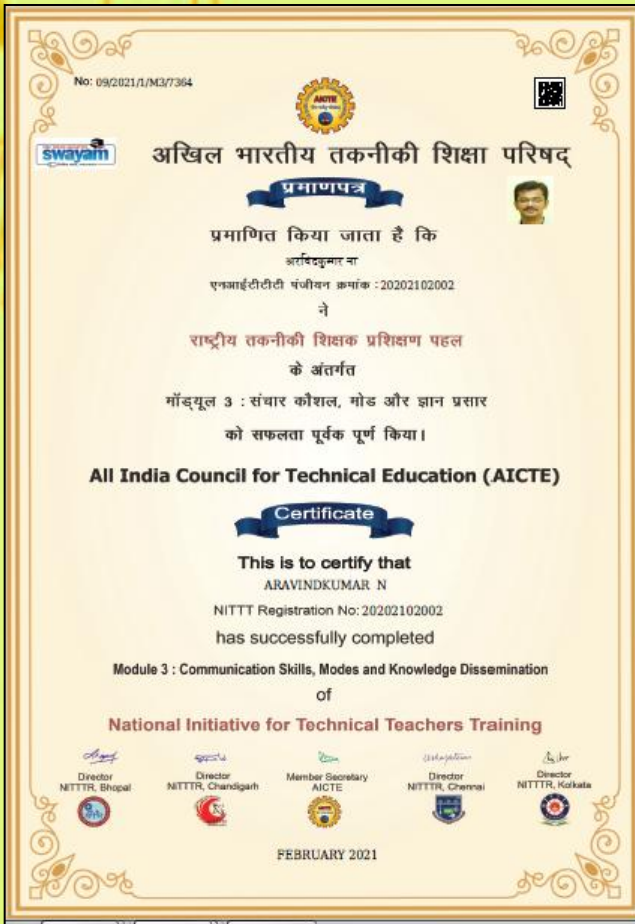 No: 09/2021/1/M3/7364
AICTE
swayam
अखिल भारतीय तकनीकी शिक्षा परिषद्
प्रमाणपत्र
प्रमाणित किया जाता है कि
अरविंदकुमार ना
एनआईटीटीटी पंजीयन क्रमांक : 20202102002
ने
राष्ट्रीय तकनीकी शिक्षक प्रशिक्षण पहल
के अंतर्गत
मॉड्यूल 3 : संचार कौशल, मोड और ज्ञान प्रसार
को सफलता पूर्वक पूर्ण किया।
All India Council for Technical Education (AICTE)
Certificate
This is to certify that
ARAVINDKUMAR N
NITTT Registration No: 20202102002
has successfully completed
Module 3 : Communication Skills, Modes and Knowledge Dissemination
of
National Initiative for Technical Teachers Training
Director Director Member Secretary Director Director
NITTTR, Bhopal NITTTR, Chandigarh AICTE NITTTR, Chennai NITTTR, Kolkata
FEBRUARY 2021